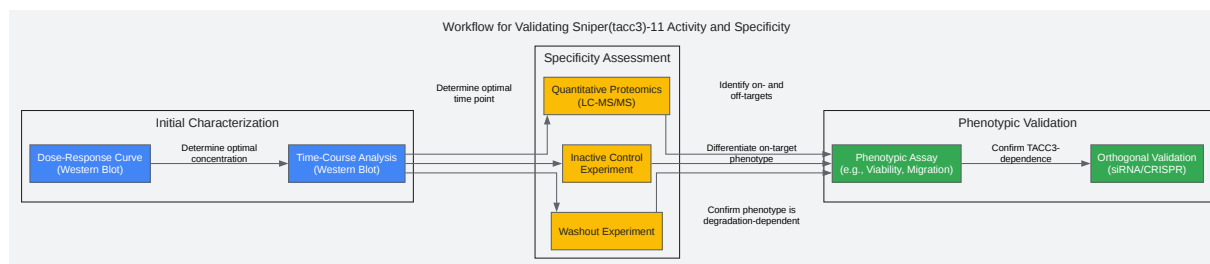 Workflow for Validating Sniper(tacc3)-11 Activity and Specificity
Initial Characterization
Dose-Response Curve
(Western Blot)
Determine optimal
concentration
Time-Course Analysis
(Western Blot)
Determine optimal
time point
Specificity Assessment
Quantitative Proteomics
(LC-MS/MS)
Inactive Control
Experiment
Washout Experiment
Identify on- and
off-targets
Differentiate on-target
phenotype
Confirm phenotype is
degradation-dependent
Phenotypic Validation
Phenotypic Assay
(e.g., Viability, Migration)
Confirm TACC3-
dependence
Orthogonal Validation
(siRNA/CRISPR)